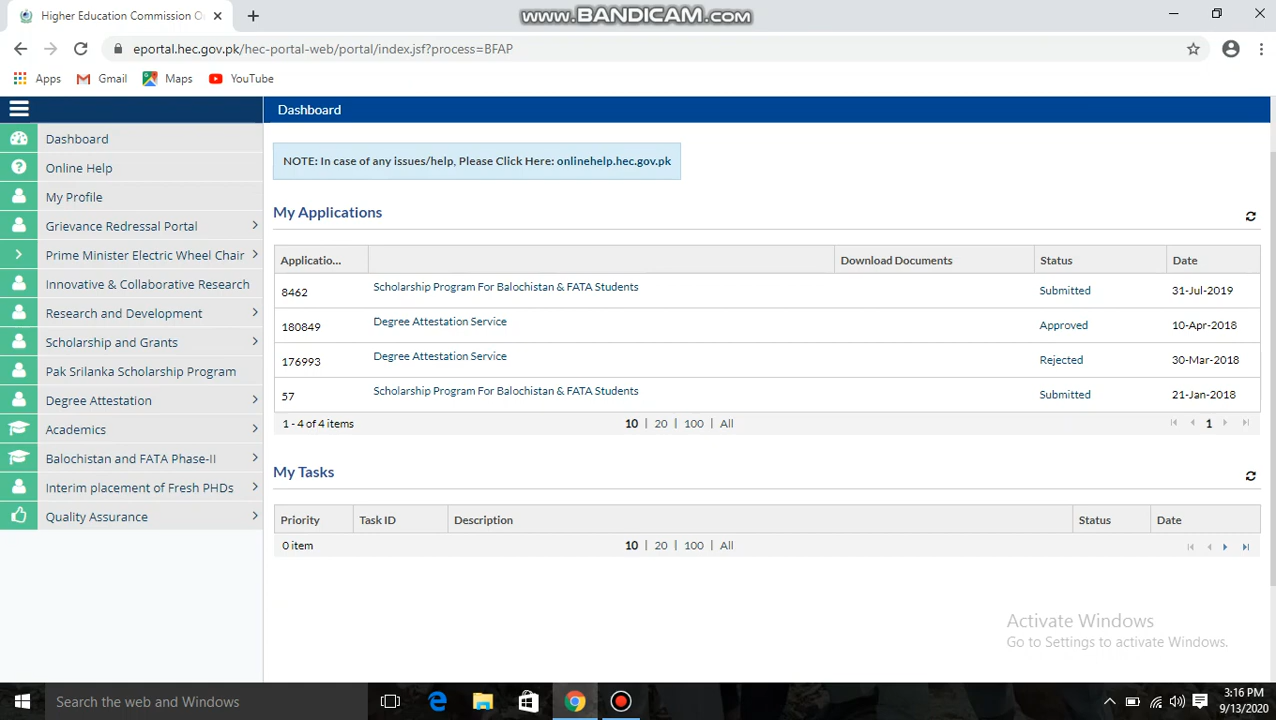 Higher Education Commission O
www.BANDICAM.com
eportal.hec.gov.pk/hec-portal-web/portal/index.jsf?process=BFAP
Apps Gmail Maps YouTube
Dashboard
Dashboard
Online Help
My Profile
Grievance Redressal Portal
Prime Minister Electric Wheel Chair
Innovative & Collaborative Research
Research and Development
Scholarship and Grants
Pak Srilanka Scholarship Program
Degree Attestation
Academics
Balochistan and FATA Phase-II
Interim placement of Fresh PHDs
Quality Assurance
NOTE: In case of any issues/help, Please Click Here: onlinehelp.hec.gov.pk
My Applications
Applicatio... Download Documents Status Date
8462 Scholarship Program For Balochistan & FATA Students Submitted 31-Jul-2019
180849 Degree Attestation Service Approved 10-Apr-2018
176993 Degree Attestation Service Rejected 30-Mar-2018
57 Scholarship Program For Balochistan & FATA Students Submitted 21-Jan-2018
1 - 4 of 4 items 10 | 20 | 100 | All 1
My Tasks
Priority Task ID Description Status Date
0 item 10 | 20 | 100 | All
Activate Windows
Go to Settings to activate Windows.
Search the web and Windows
3:16 PM
9/13/2020